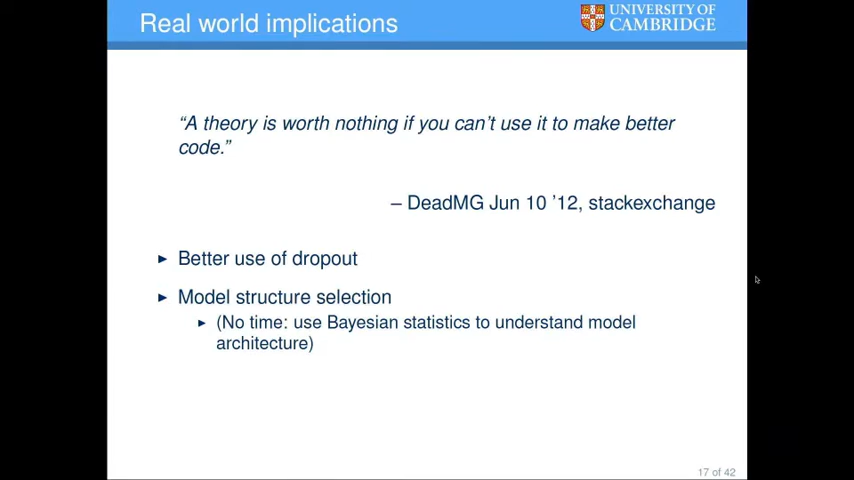 Real world implications
UNIVERSITY OF
CAMBRIDGE
“A theory is worth nothing if you can’t use it to make better
code.”
– DeadMG Jun 10 ’12, stackexchange
Better use of dropout
Model structure selection
(No time: use Bayesian statistics to understand model
architecture)
17 of 42